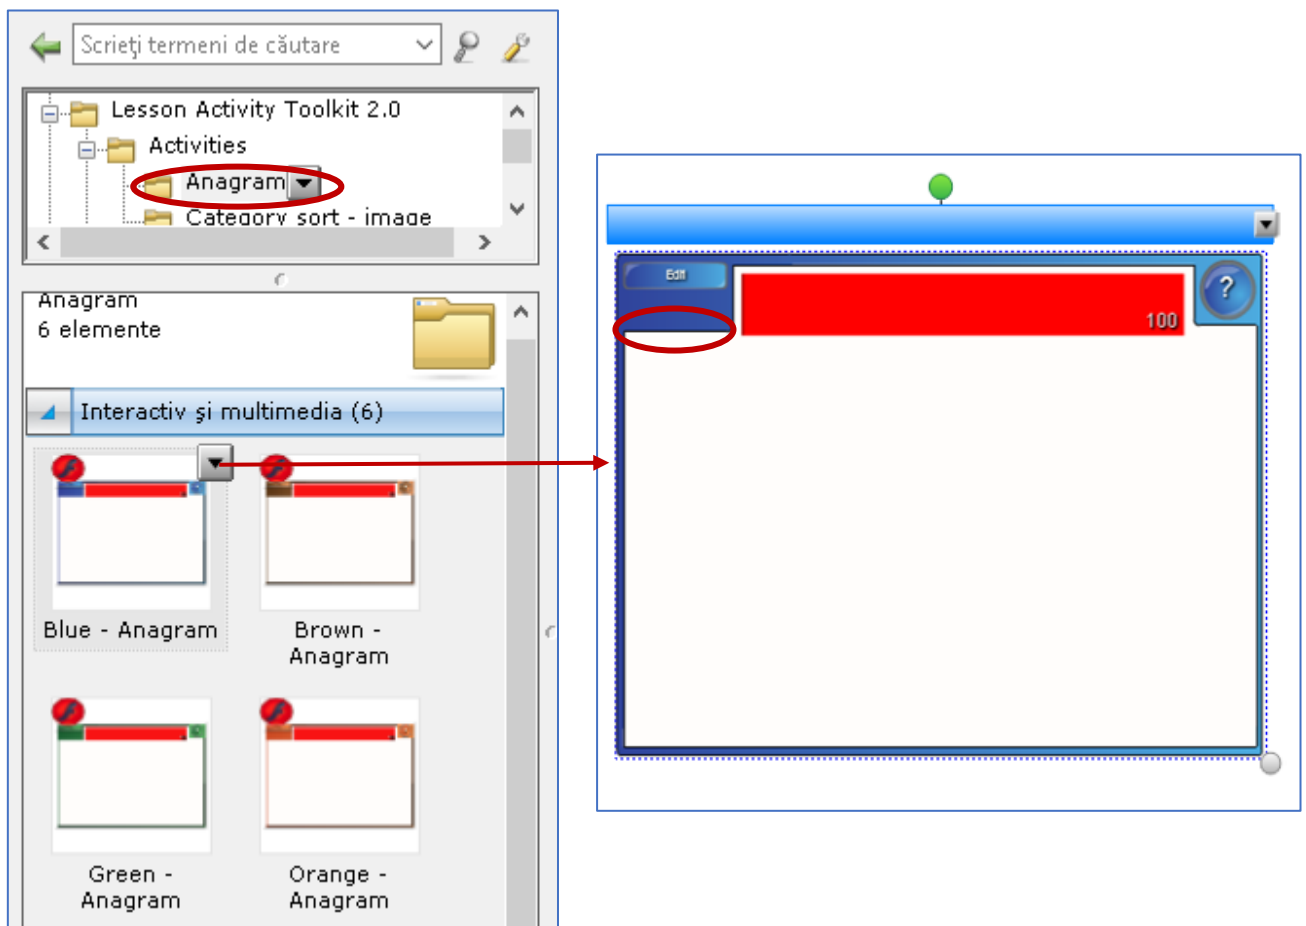 Scrieţi termeni de căutare
Lesson Activity Toolkit 2.0
Activities
Anagram
Category sort - image
Anagram
6 elemente
Interactiv şi multimedia (6)
Blue - Anagram
Brown -
Anagram
Green -
Anagram
Orange -
Anagram
Edit
100
?